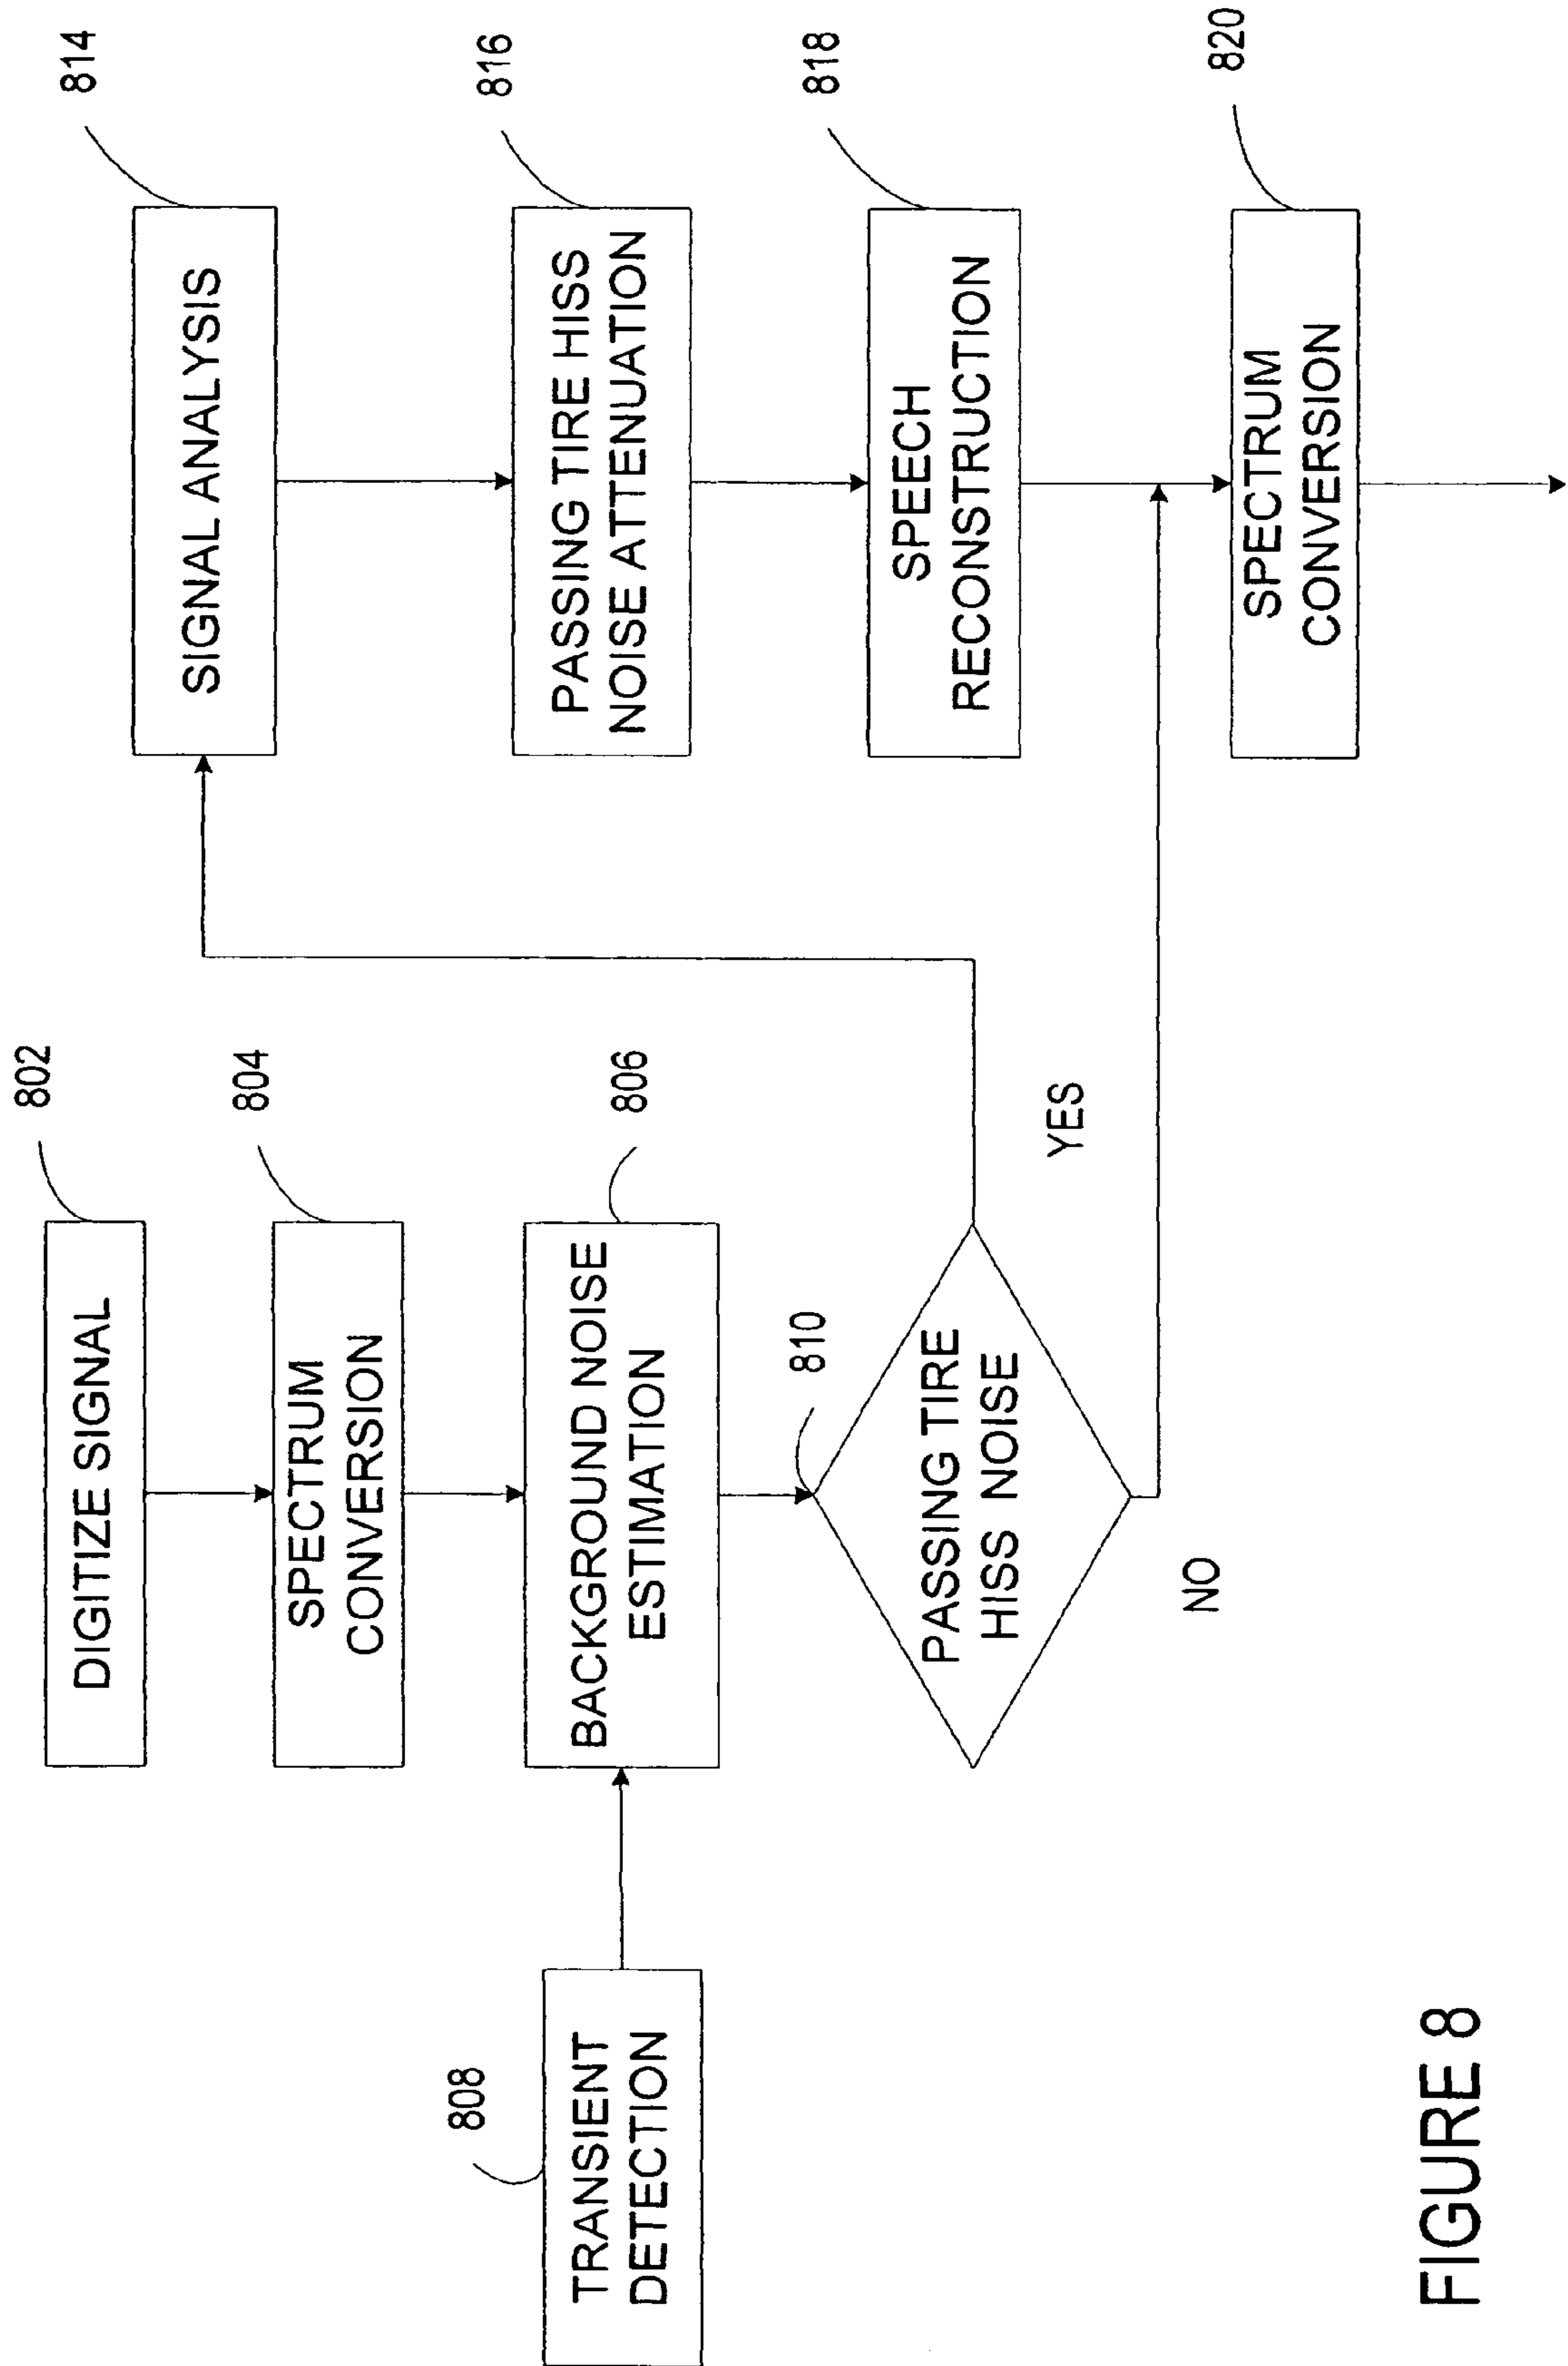 802
DIGITIZE SIGNAL
804
SPECTRUM
CONVERSION
806
BACKGROUND NOISE
ESTIMATION
808
TRANSIENT
DETECTION
810
PASSING TIRE
HISS NOISE
YES
NO
814
SIGNAL ANALYSIS
816
PASSING TIRE HISS
NOISE ATTENUATION
818
SPEECH
RECONSTRUCTION
820
SPECTRUM
CONVERSION
FIGURE 8